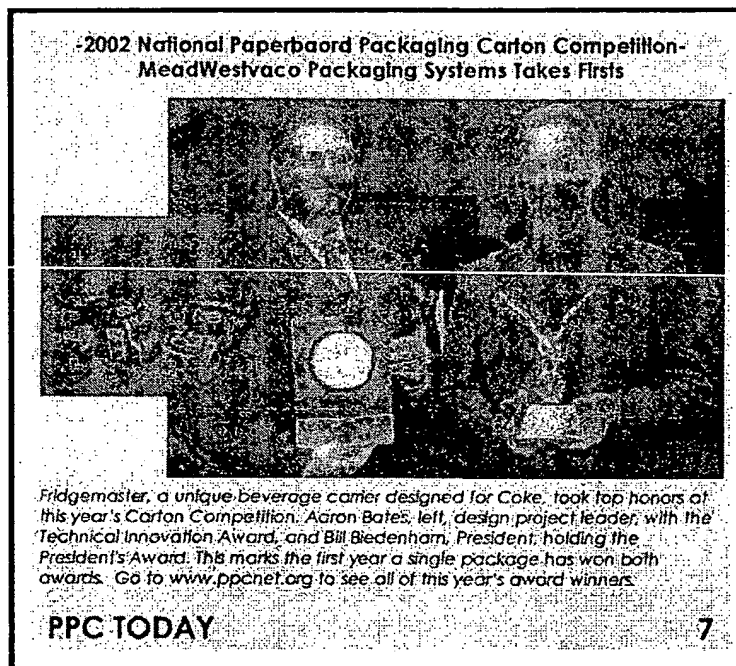 -2002 National Paperbaord Packaging Carton Competition-
MeadWestvaco Packaging Systems Takes Firsts
Fridgemaster, a unique beverage carrier designed for Coke, took top honors at
this year's Carton Competition. Aaron Bates, left, design project leader, with the
Technical Innovation Award, and Bill Biedenham, President, holding the
President's Award. This marks the first year a single package has won both
awards. Go to www.ppcnet.org to see all of this year's award winners.
PPC TODAY 7